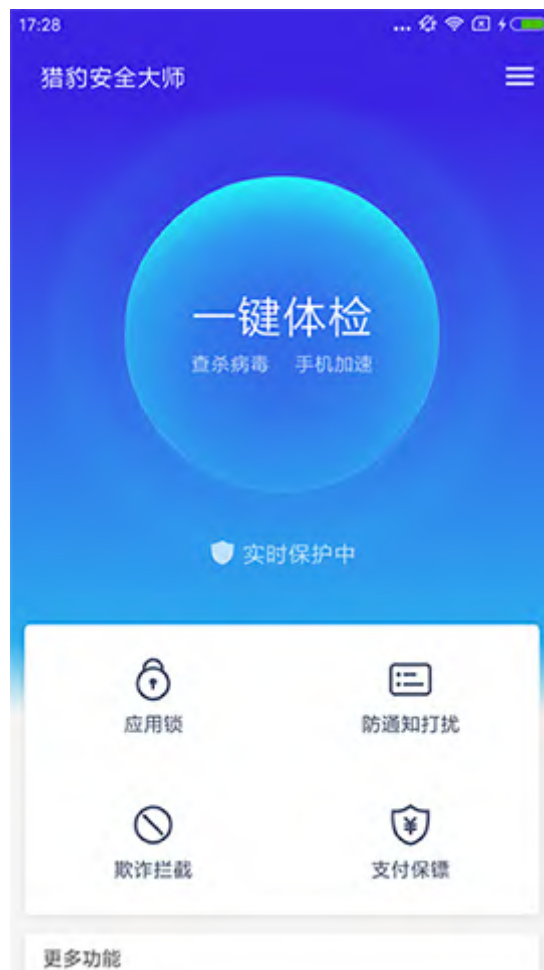 17:28
猎豹安全大师
一键体检
查杀病毒 手机加速
实时保护中
应用锁 防通知打扰
欺诈拦截 支付保镖
更多功能